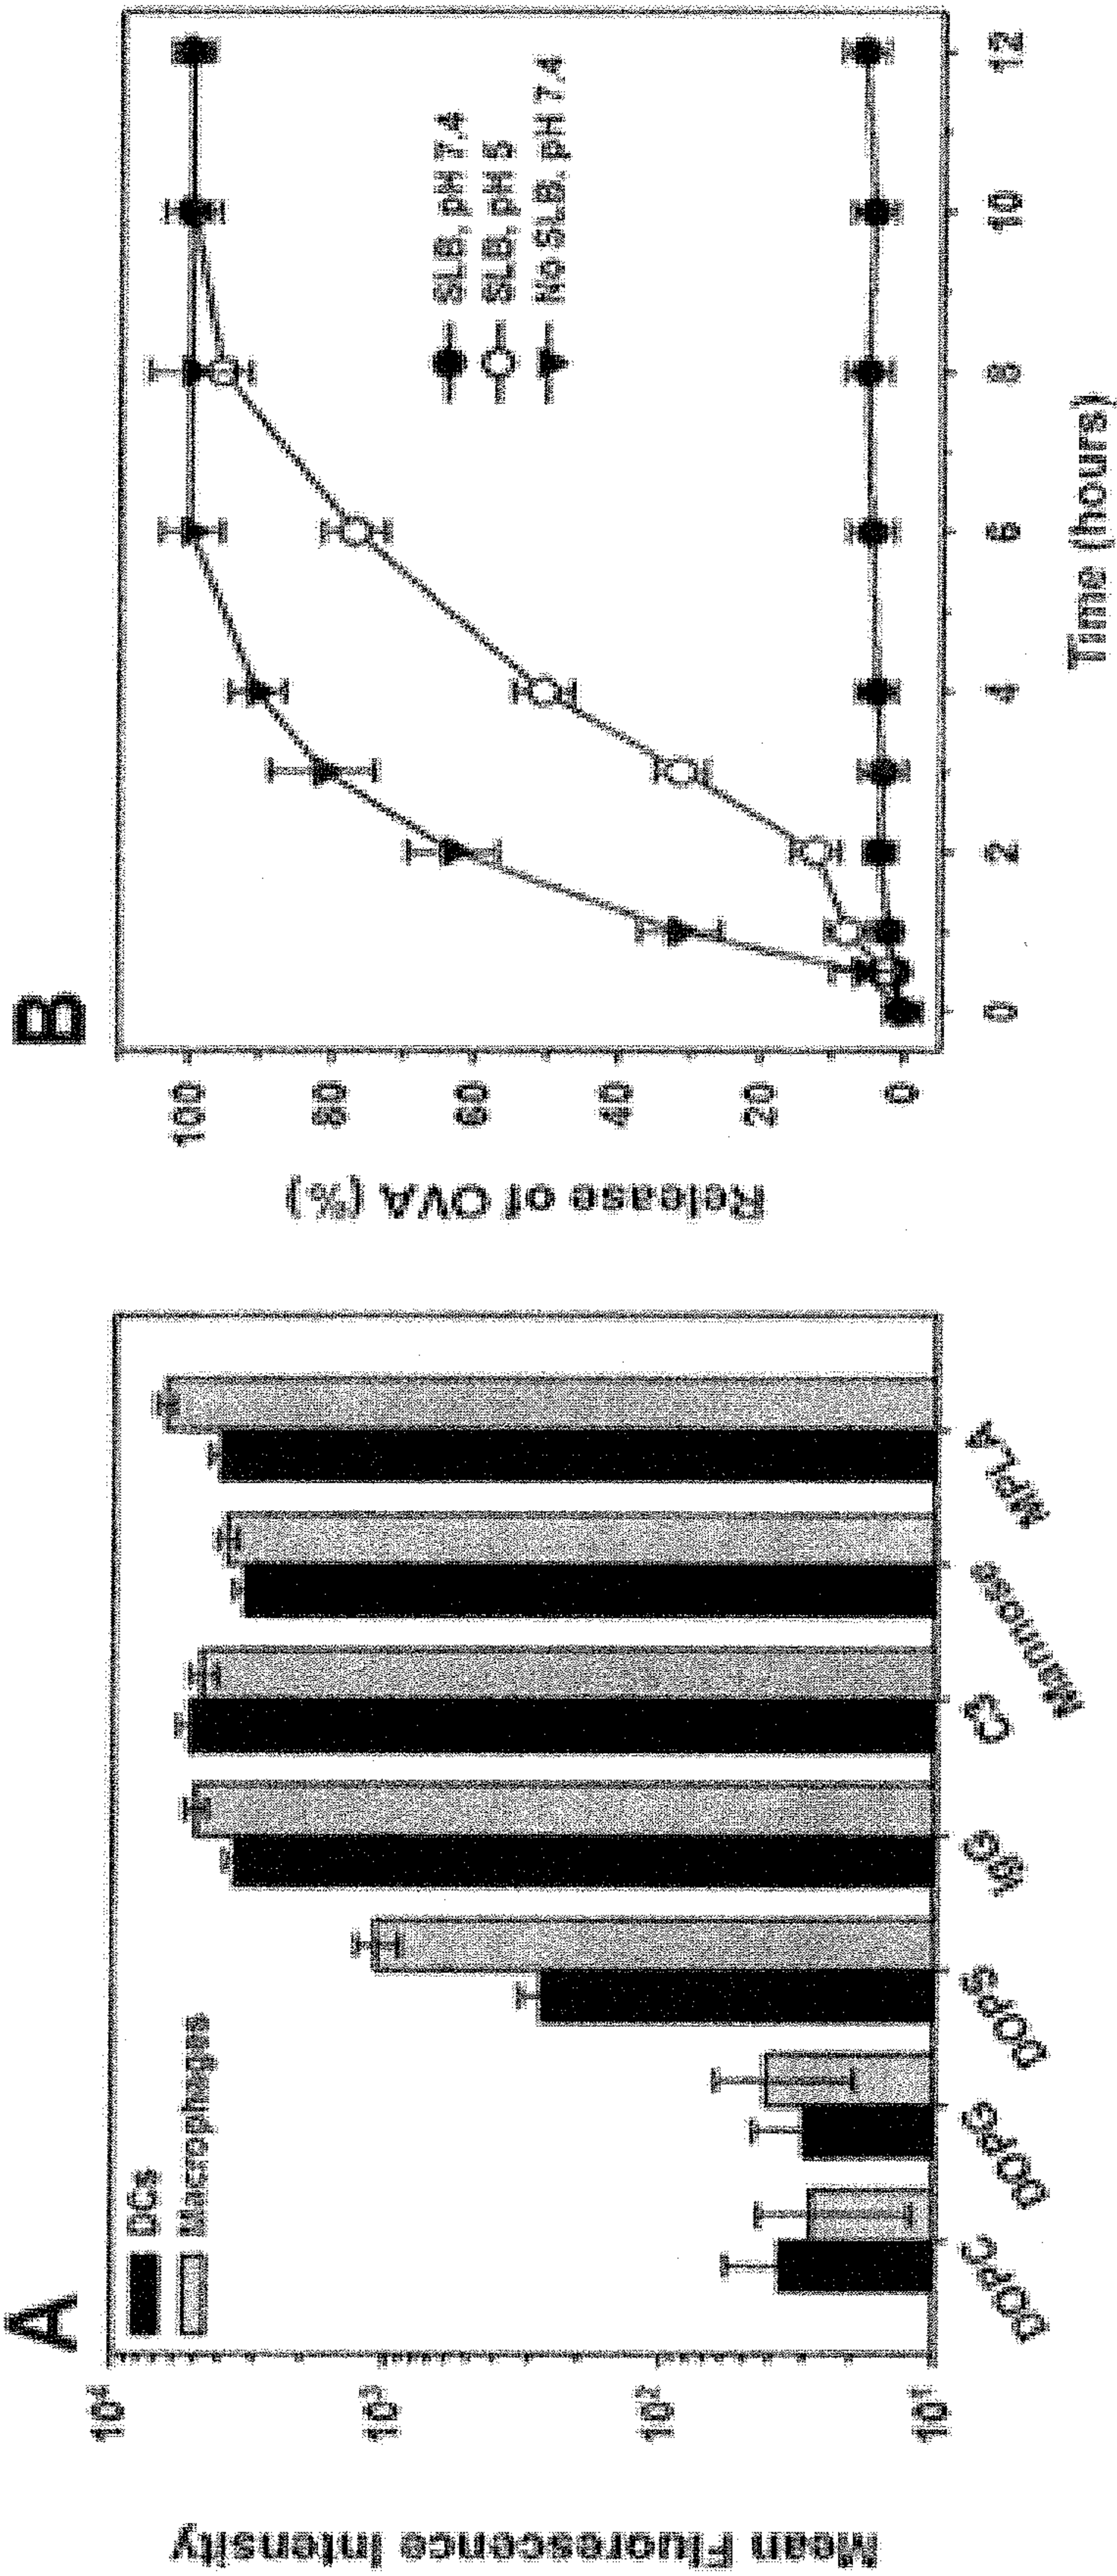 A
Mean Fluorescence Intensity
10⁴
10³
10²
10¹
DCs
Macrophages
DOPC
DOPG
DOPS
WG
C3
Mannose
MPLA
B
Release of OVA (%)
100
80
60
40
20
0
SLB, pH 7.4
SLB, pH 5
No SLB, pH 7.4
0
2
4
6
8
10
12
Time (hours)